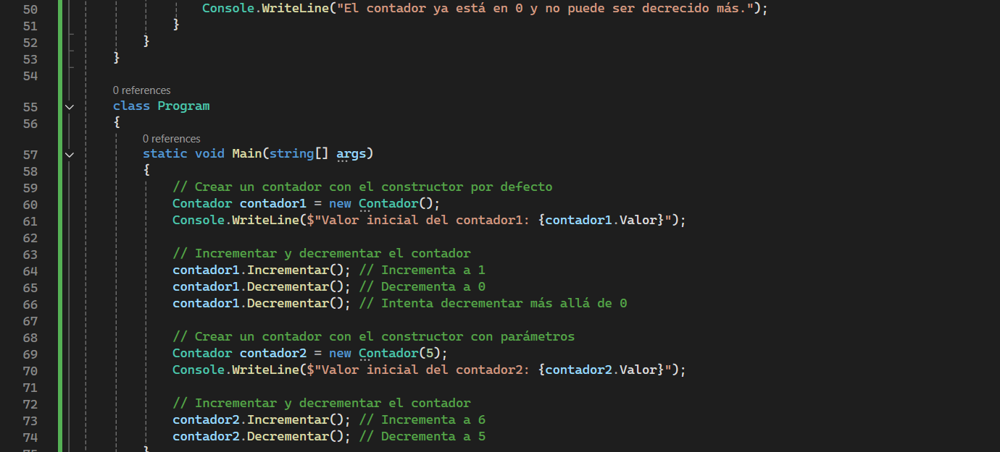 50 Console.WriteLine("El contador ya está en 0 y no puede ser decrecido más.");
51 }
52 }
53 }
54
0 references
55 class Program
56 {
0 references
57 static void Main(string[] args)
58 {
59 // Crear un contador con el constructor por defecto
60 Contador contador1 = new Contador();
61 Console.WriteLine($"Valor inicial del contador1: {contador1.Valor}");
62
63 // Incrementar y decrementar el contador
64 contador1.Incrementar(); // Incrementa a 1
65 contador1.Decrementar(); // Decrementa a 0
66 contador1.Decrementar(); // Intenta decrementar más allá de 0
67
68 // Crear un contador con el constructor con parámetros
69 Contador contador2 = new Contador(5);
70 Console.WriteLine($"Valor inicial del contador2: {contador2.Valor}");
71
72 // Incrementar y decrementar el contador
73 contador2.Incrementar(); // Incrementa a 6
74 contador2.Decrementar(); // Decrementa a 5
75 }